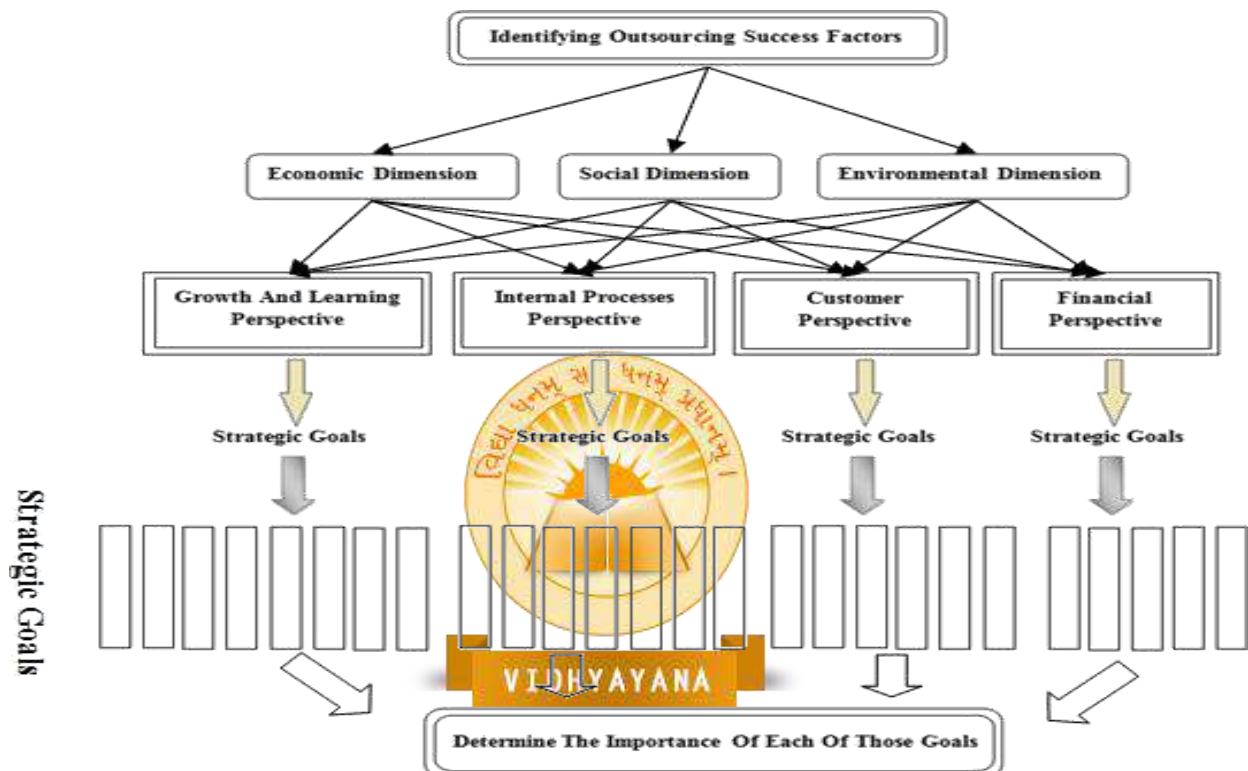 Identifying Outsourcing Success Factors
Economic Dimension
Social Dimension
Environmental Dimension
Growth And Learning
Perspective
Internal Processes
Perspective
Customer
Perspective
Financial
Perspective
Strategic Goals
Strategic Goals
Strategic Goals
Strategic Goals
Strategic Goals
VIDHYAYANA
Determine The Importance Of Each Of Those Goals